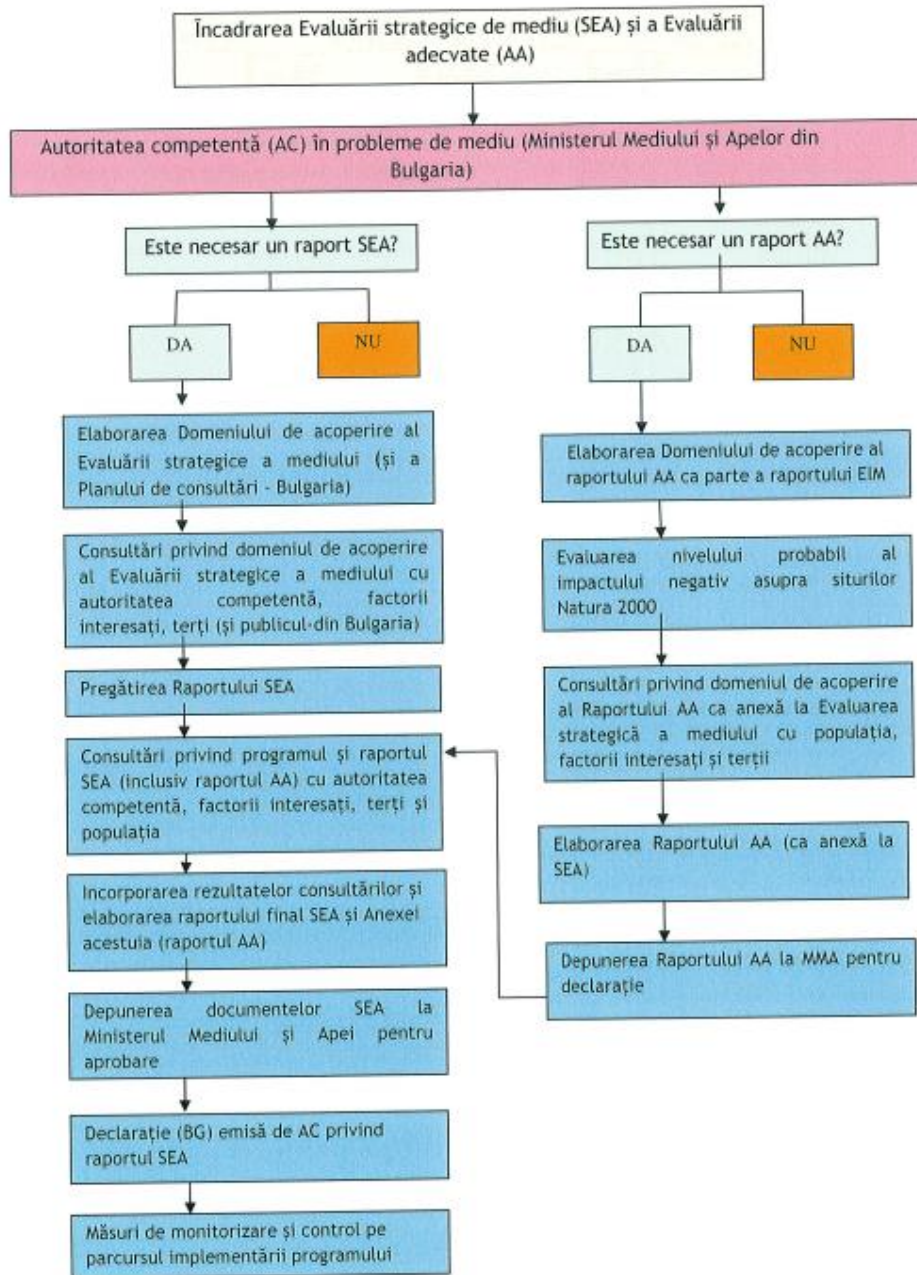 Încadrarea Evaluării strategice de mediu (SEA) și a Evaluării
adecvate (AA)
Autoritatea competentă (AC) în probleme de mediu (Ministerul Mediului și Apelor din
Bulgaria)
Este necesar un raport SEA?
DA
NU
Elaborarea Domeniului de acoperire al
Evaluării strategice a mediului (și a
Planului de consultări - Bulgaria)
Consultări privind domeniul de acoperire
al Evaluării strategice a mediului cu
autoritatea competentă, factorii
interesați, terți (și publicul-din Bulgaria)
Pregătirea Raportului SEA
Consultări privind programul și raportul
SEA (inclusiv raportul AA) cu autoritatea
competentă, factorii interesați, terți și
populația
Incorporarea rezultatelor consultărilor și
elaborarea raportului final SEA și Anexei
acestuia (raportul AA)
Depunerea documentelor SEA la
Ministerul Mediului și Apei pentru
aprobare
Declarație (BG) emisă de AC privind
raportul SEA
Măsuri de monitorizare și control pe
parcursul implementării programului
Este necesar un raport AA?
DA
NU
Elaborarea Domeniului de acoperire al
raportului AA ca parte a raportului EIM
Evaluarea nivelului probabil al
impactului negativ asupra siturilor
Natura 2000
Consultări privind domeniul de acoperire
al Raportului AA ca anexă la Evaluarea
strategică a mediului cu populația,
factorii interesați și terții
Elaborarea Raportului AA (ca anexă la
SEA)
Depunerea Raportului AA la MMA pentru
declarație